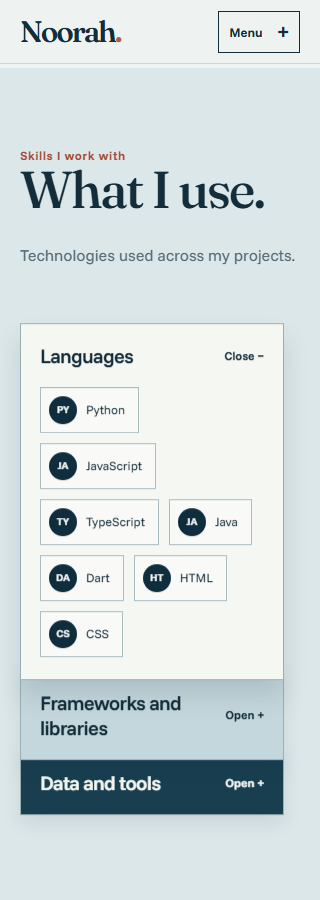 Noorah.
Menu +
Skills I work with
What I use.
Technologies used across my projects.
Languages
Close −
PY Python
JA JavaScript
TY TypeScript
JA Java
DA Dart
HT HTML
CS CSS
Frameworks and
libraries
Open +
Data and tools
Open +